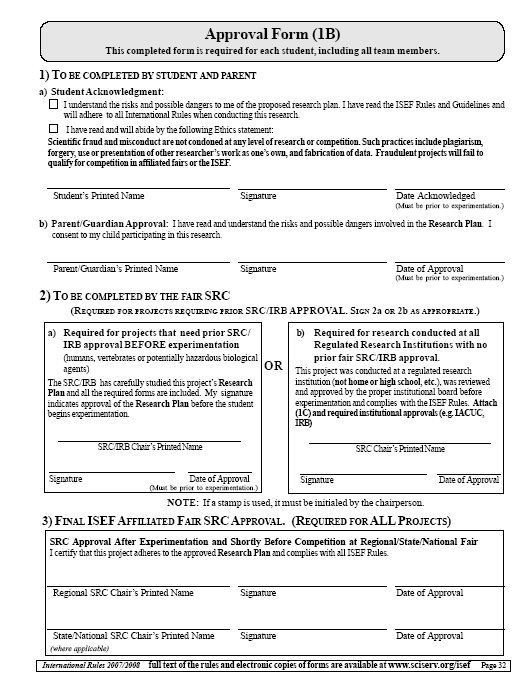 Approval Form (1B)
This completed form is required for each student, including all team members.
1) TO BE COMPLETED BY STUDENT AND PARENT
a) Student Acknowledgment:
I understand the risks and possible dangers to me of the proposed research plan. I have read the ISEF Rules and Guidelines and
will adhere to all International Rules when conducting this research.
I have read and will abide by the following Ethics statement:
Scientific fraud and misconduct are not condoned at any level of research or competition. Such practices include plagiarism,
forgery, use or presentation of other researcher's work as one's own, and fabrication of data. Fraudulent projects will fail to
qualify for competition in affiliated fairs or the ISEF.
Student's Printed Name Signature Date Acknowledged
(Must be prior to experimentation.)
b) Parent/Guardian Approval: I have read and understand the risks and possible dangers involved in the Research Plan. I
consent to my child participating in this research.
Parent/Guardian's Printed Name Signature Date of Approval
(Must be prior to experimentation.)
2) TO BE COMPLETED BY THE FAIR SRC
(REQUIRED FOR PROJECTS REQUIRING PRIOR SRC/IRB APPROVAL. SIGN 2a OR 2b AS APPROPRIATE.)
a) Required for projects that need prior SRC/
IRB approval BEFORE experimentation
(humans, vertebrates or potentially hazardous biological
agents)
The SRC/IRB has carefully studied this project's Research
Plan and all the required forms are included. My signature
indicates approval of the Research Plan before the student
begins experimentation.
SRC/IRB Chair's Printed Name
Signature Date of Approval
(Must be prior to experimentation.)
OR
b) Required for research conducted at all
Regulated Research Institutions with no
prior fair SRC/IRB approval.
This project was conducted at a regulated research
institution (not home or high school, etc.), was reviewed
and approved by the proper institutional board before
experimentation and complies with the ISEF Rules. Attach
(1C) and required institutional approvals (e.g. IACUC,
IRB)
SRC Chair's Printed Name
Signature Date of Approval
NOTE: If a stamp is used, it must be initialed by the chairperson.
3) FINAL ISEF AFFILIATED FAIR SRC APPROVAL. (REQUIRED FOR ALL PROJECTS)
SRC Approval After Experimentation and Shortly Before Competition at Regional/State/National Fair
I certify that this project adheres to the approved Research Plan and complies with all ISEF Rules.
Regional SRC Chair's Printed Name Signature Date of Approval
State/National SRC Chair's Printed Name Signature Date of Approval
(where applicable)
International Rules 2007/2008 full text of the rules and electronic copies of forms are available at www.sciserv.org/isef Page 32